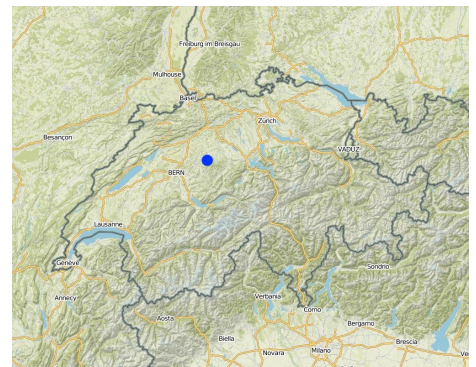 Freiburg im Breisgau
Mulhouse
Basel
Zürich
Besançon
VADUZ
BERN
Lausanne
Genève
Sondrio
Annecy
Verbania
Como
Aosta
Bergamo
Biella
Brescia
Novara
Milano
Ve